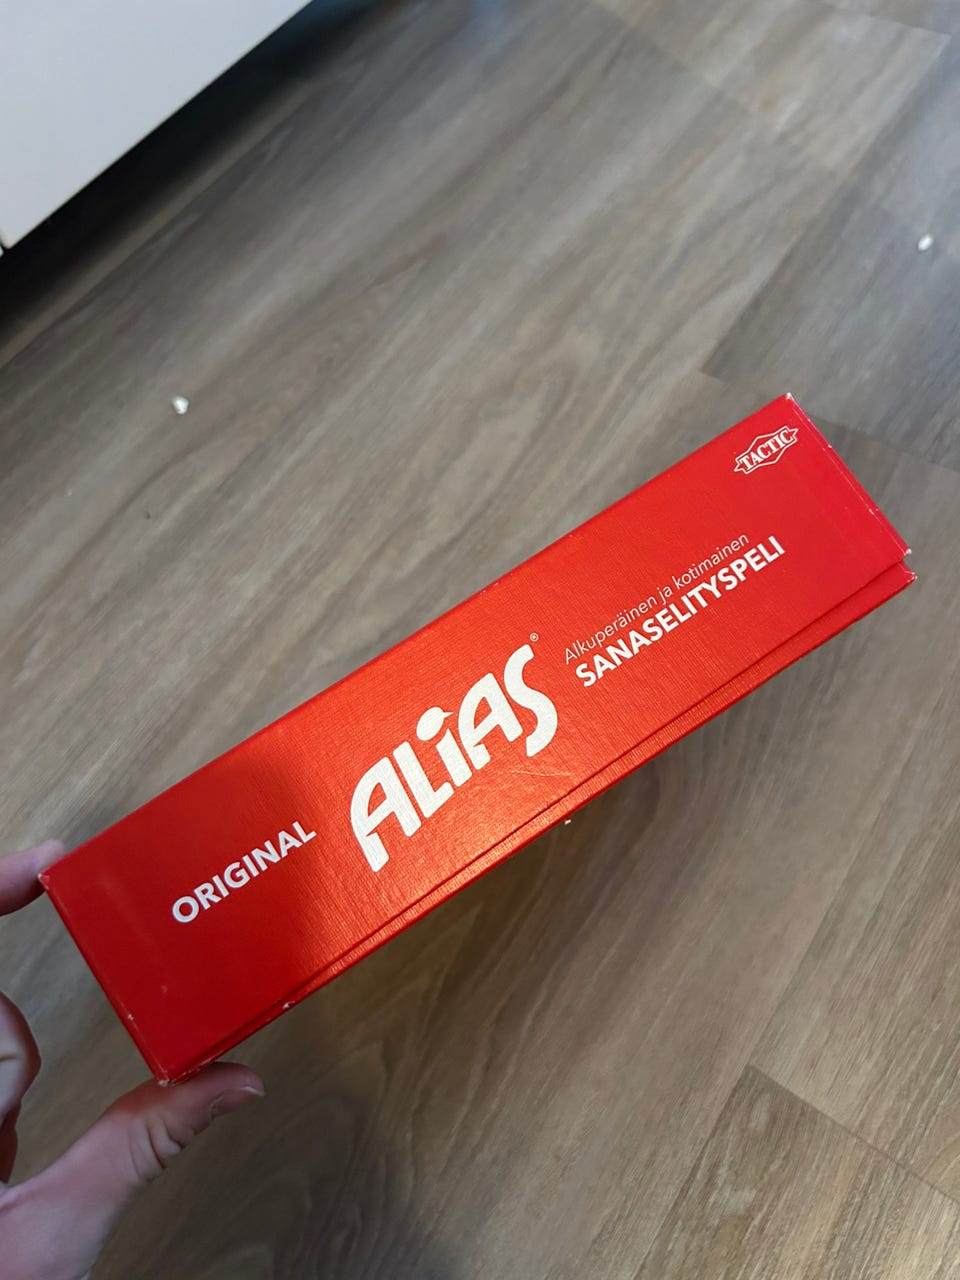 ORIGINAL
ALiAS®
Alkuperäinen ja kotimainen
SANASELITYSPELI
TACTIC